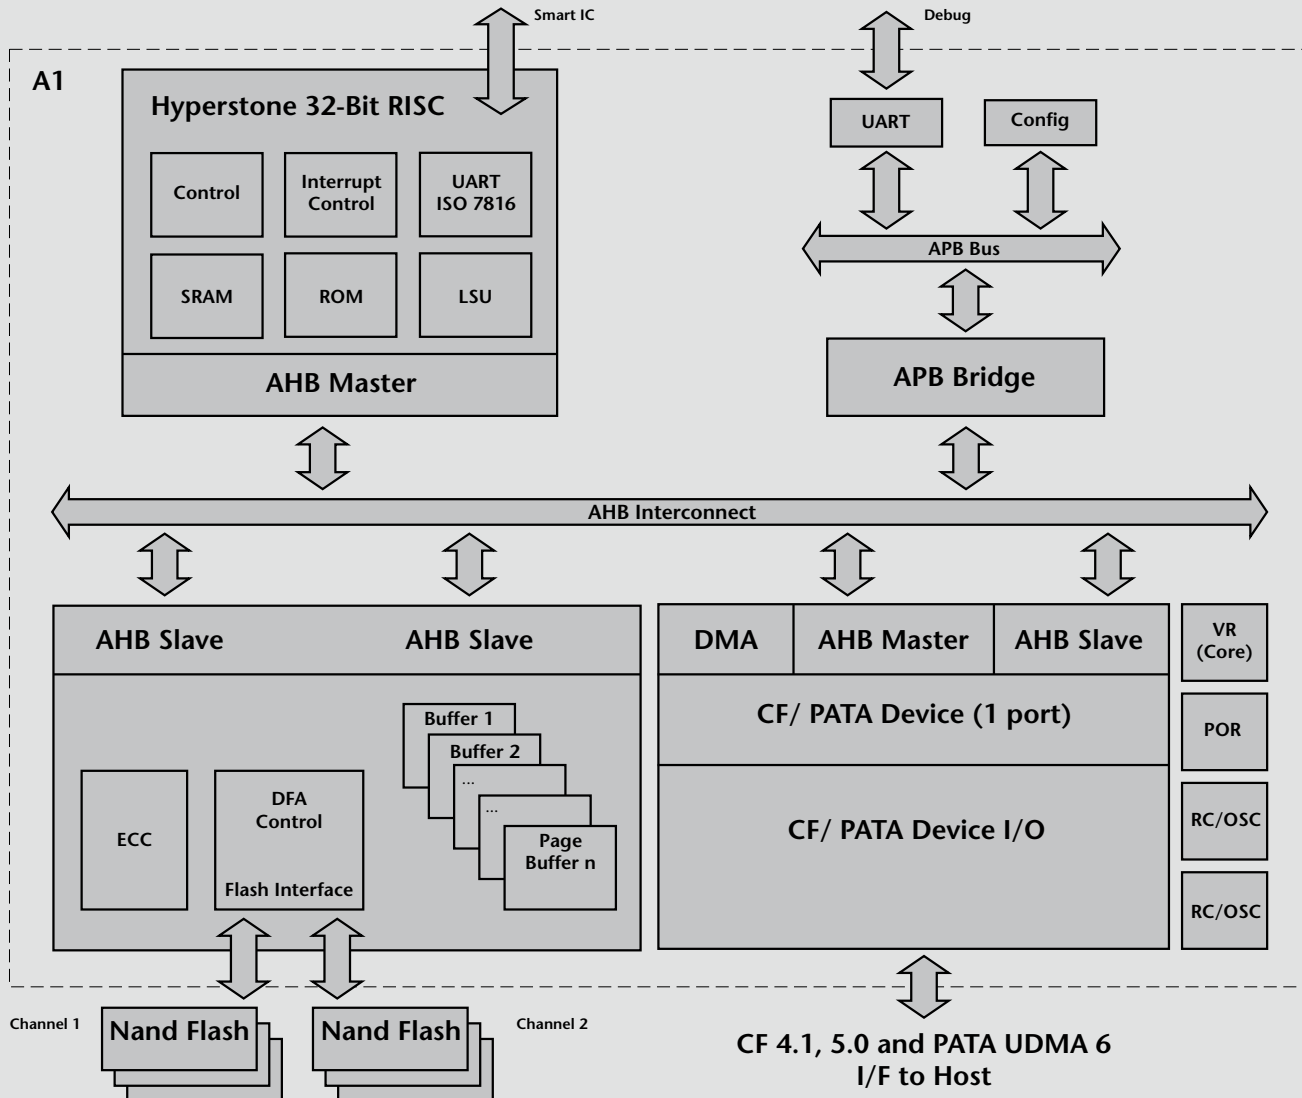 Smart IC
Debug
A1
Hyperstone 32-Bit RISC
UART
Config
Control
Interrupt
Control
UART
ISO 7816
APB Bus
SRAM
ROM
LSU
AHB Master
APB Bridge
AHB Interconnect
AHB Slave
AHB Slave
DMA
AHB Master
AHB Slave
VR
(Core)
CF/ PATA Device (1 port)
POR
Buffer 1
Buffer 2
...
...
Page
Buffer n
ECC
DFA
Control
Flash Interface
CF/ PATA Device I/O
RC/OSC
RC/OSC
Channel 1
Nand Flash
Nand Flash
Channel 2
CF 4.1, 5.0 and PATA UDMA 6
I/F to Host